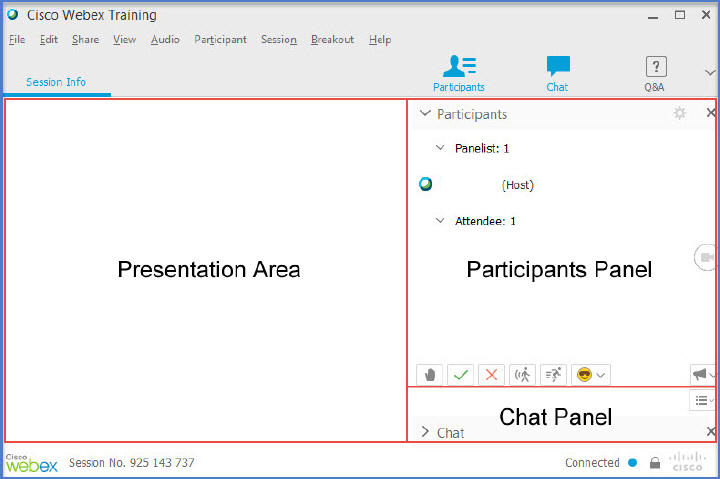 Cisco Webex Training
File Edit Share View Audio Participant Session Breakout Help
Session Info
Participants Chat Q&A
Participants
Panelist: 1
(Host)
Attendee: 1
Presentation Area
Participants Panel
Chat Panel
Chat
Cisco
webex Session No. 925 143 737
Connected
CISCO